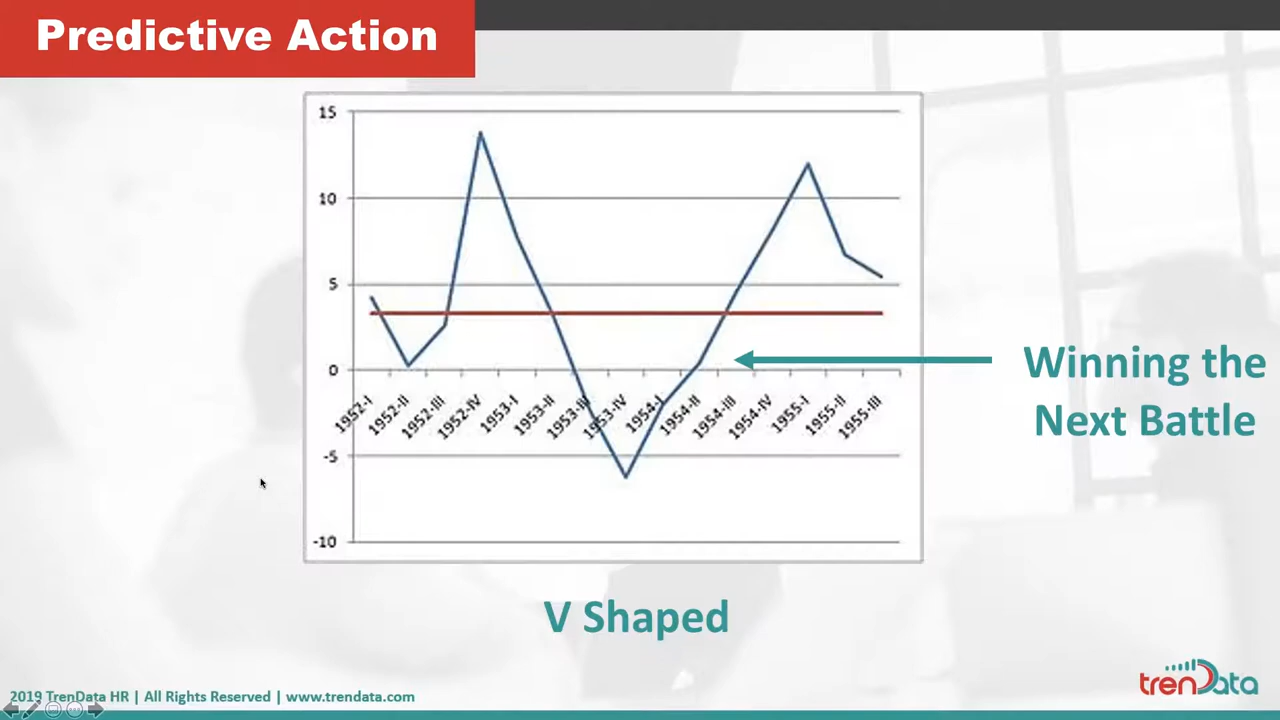 Predictive Action
15
10
5
0
-5
-10
1952-I
1952-II
1952-III
1952-IV
1953-I
1953-II
1953-III
1953-IV
1954-I
1954-II
1954-III
1954-IV
1955-I
1955-II
1955-III
Winning the
Next Battle
V Shaped
2019 TrenData HR | All Rights Reserved | www.trendata.com
trenData